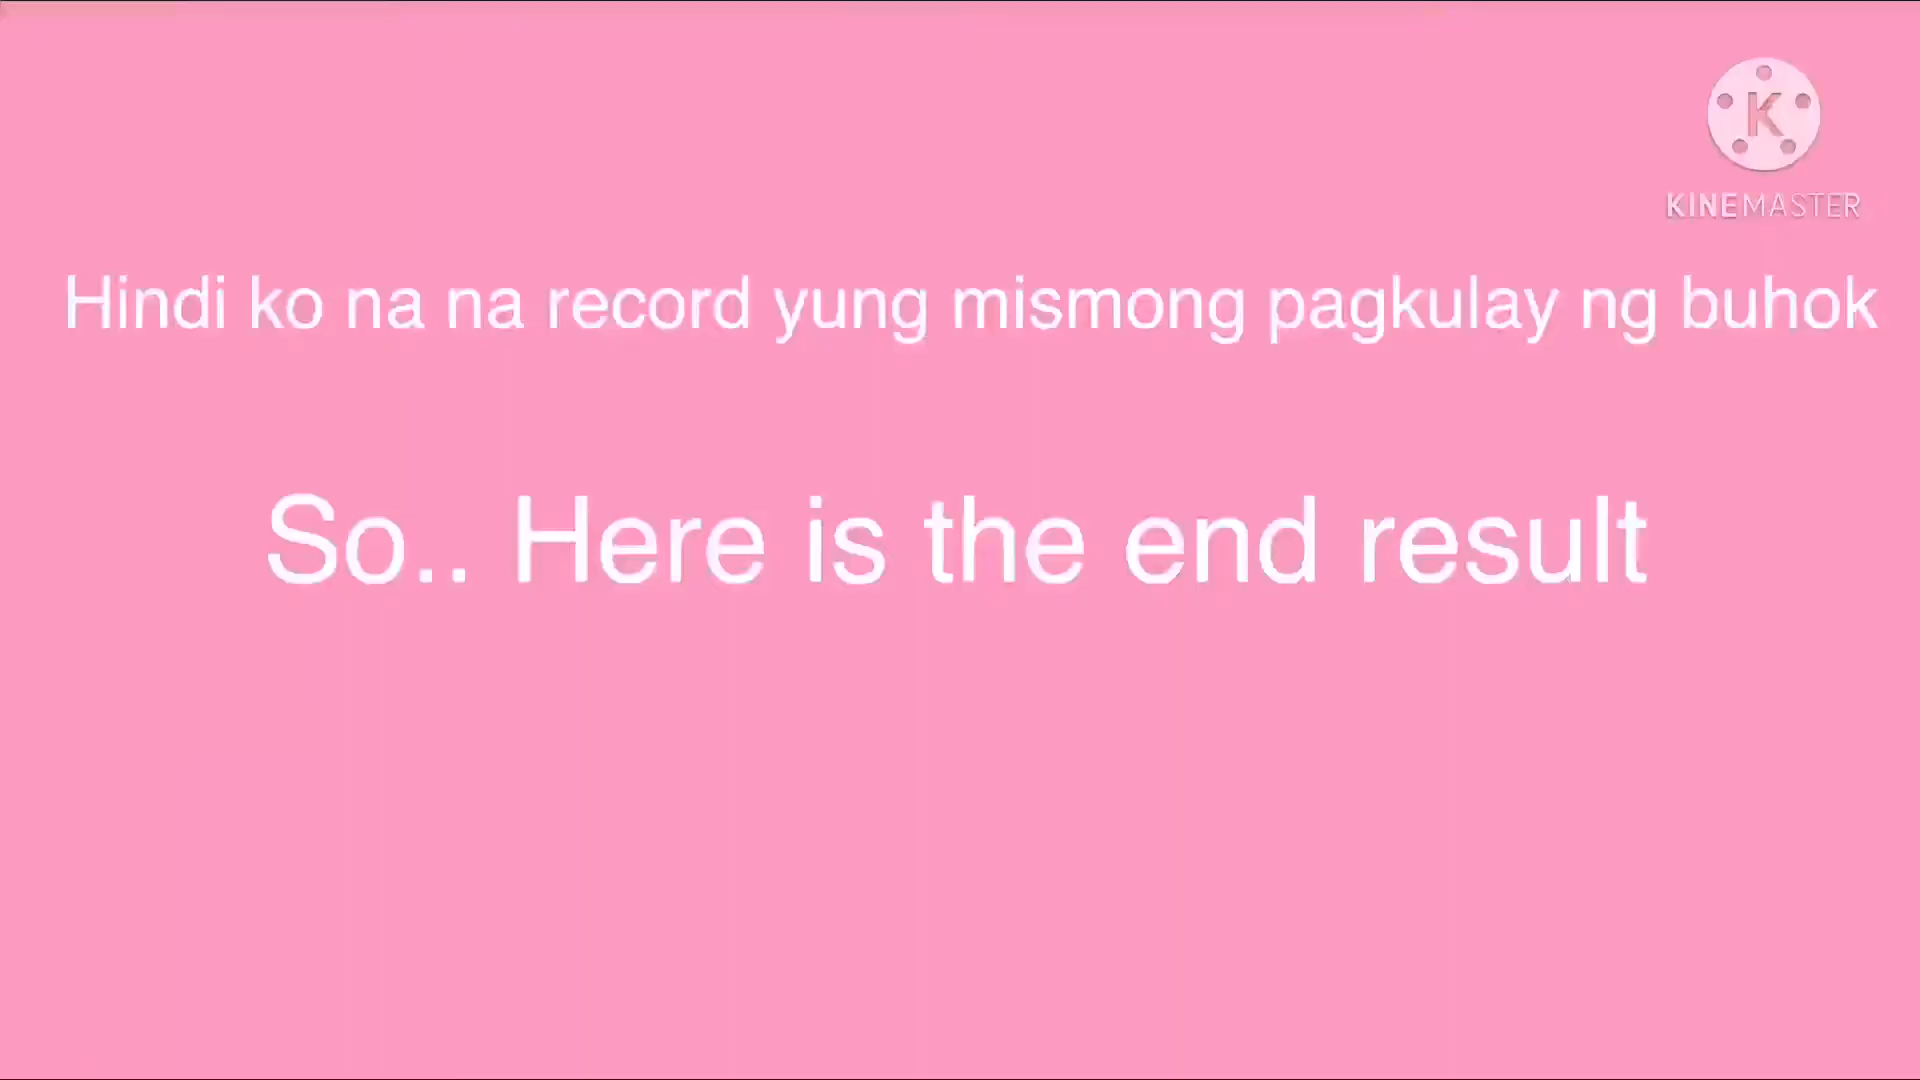 K
KINEMASTER
Hindi ko na na record yung mismong pagkulay ng buhok
So.. Here is the end result